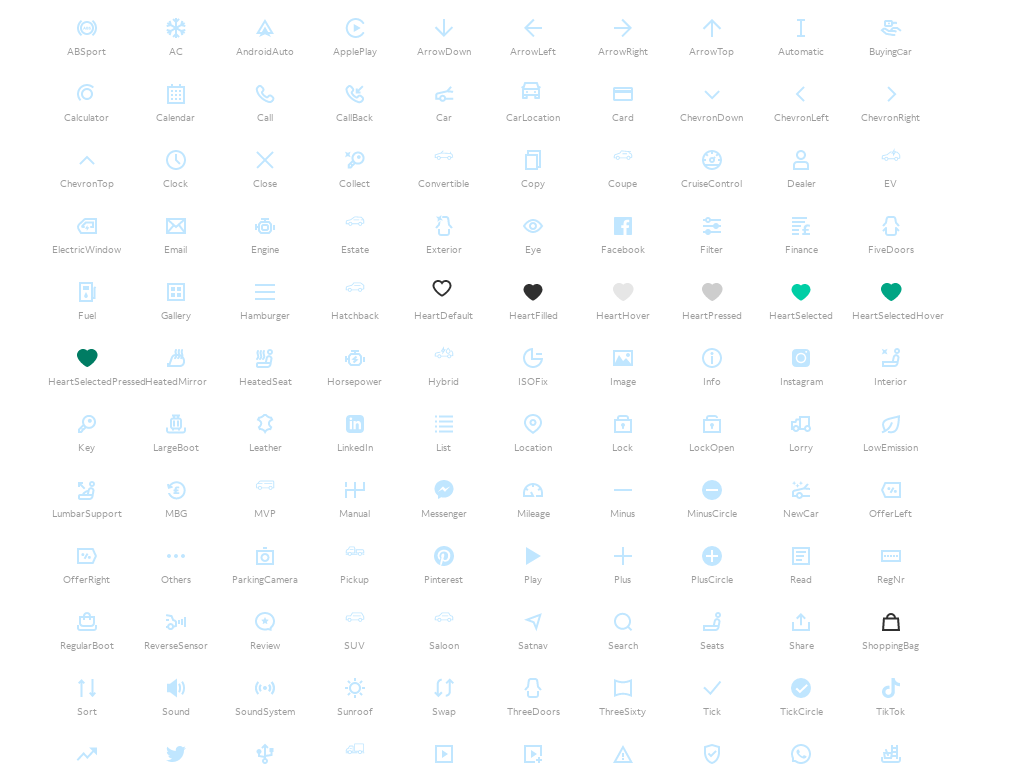 ABSport AC AndroidAuto ApplePlay ArrowDown ArrowLeft ArrowRight ArrowTop Automatic BuyingCar
Calculator Calendar Call CallBack Car CarLocation Card ChevronDown ChevronLeft ChevronRight
ChevronTop Clock Close Collect Convertible Copy Coupe CruiseControl Dealer EV
ElectricWindow Email Engine Estate Exterior Eye Facebook Filter Finance FiveDoors
Fuel Gallery Hamburger Hatchback HeartDefault HeartFilled HeartHover HeartPressed HeartSelected HeartSelectedHover
HeartSelectedPressed HeatedMirror HeatedSeat Horsepower Hybrid ISOFix Image Info Instagram Interior
Key LargeBoot Leather LinkedIn List Location Lock LockOpen Lorry LowEmission
LumbarSupport MBG MVP Manual Messenger Mileage Minus MinusCircle NewCar OfferLeft
OfferRight Others ParkingCamera Pickup Pinterest Play Plus PlusCircle Read RegNr
RegularBoot ReverseSensor Review SUV Saloon Satnav Search Seats Share ShoppingBag
Sort Sound SoundSystem Sunroof Swap ThreeDoors ThreeSixty Tick TickCircle TikTok